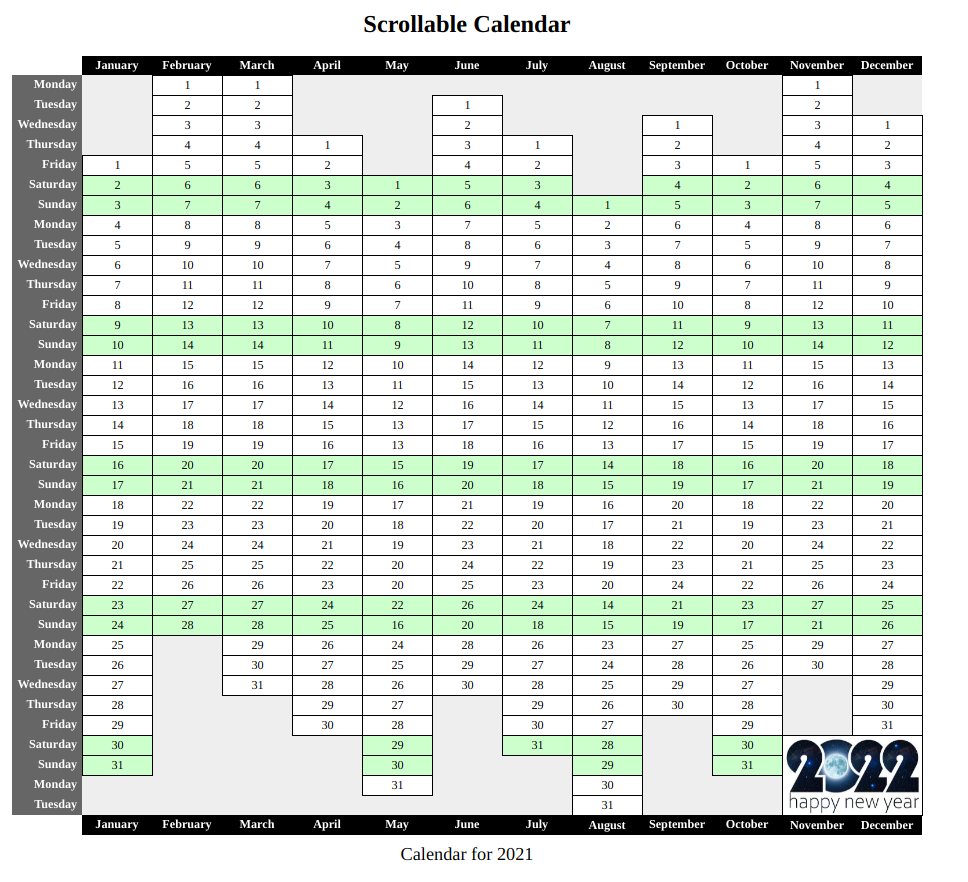 Scrollable Calendar
January February March April May June July August September October November December
Monday 1 1 1
Tuesday 2 2 1 2
Wednesday 3 3 2 1 3 1
Thursday 4 4 1 3 1 2 4 2
Friday 1 5 5 2 4 2 3 1 5 3
Saturday 2 6 6 3 1 5 3 4 2 6 4
Sunday 3 7 7 4 2 6 4 1 5 3 7 5
Monday 4 8 8 5 3 7 5 2 6 4 8 6
Tuesday 5 9 9 6 4 8 6 3 7 5 9 7
Wednesday 6 10 10 7 5 9 7 4 8 6 10 8
Thursday 7 11 11 8 6 10 8 5 9 7 11 9
Friday 8 12 12 9 7 11 9 6 10 8 12 10
Saturday 9 13 13 10 8 12 10 7 11 9 13 11
Sunday 10 14 14 11 9 13 11 8 12 10 14 12
Monday 11 15 15 12 10 14 12 9 13 11 15 13
Tuesday 12 16 16 13 11 15 13 10 14 12 16 14
Wednesday 13 17 17 14 12 16 14 11 15 13 17 15
Thursday 14 18 18 15 13 17 15 12 16 14 18 16
Friday 15 19 19 16 13 18 16 13 17 15 19 17
Saturday 16 20 20 17 15 19 17 14 18 16 20 18
Sunday 17 21 21 18 16 20 18 15 19 17 21 19
Monday 18 22 22 19 17 21 19 16 20 18 22 20
Tuesday 19 23 23 20 18 22 20 17 21 19 23 21
Wednesday 20 24 24 21 19 23 21 18 22 20 24 22
Thursday 21 25 25 22 20 24 22 19 23 21 25 23
Friday 22 26 26 23 20 25 23 20 24 22 26 24
Saturday 23 27 27 24 22 26 24 14 21 23 27 25
Sunday 24 28 28 25 16 20 18 15 19 17 21 26
Monday 25 29 26 24 28 26 23 27 25 29 27
Tuesday 26 30 27 25 29 27 24 28 26 30 28
Wednesday 27 31 28 26 30 28 25 29 27 29
Thursday 28 29 27 29 26 30 28 30
Friday 29 30 28 30 27 29 31
Saturday 30 29 31 28 30
Sunday 31 30 29 31
Monday 31 30
Tuesday 31
2022
happy new year
January February March April May June July August September October November December
Calendar for 2021